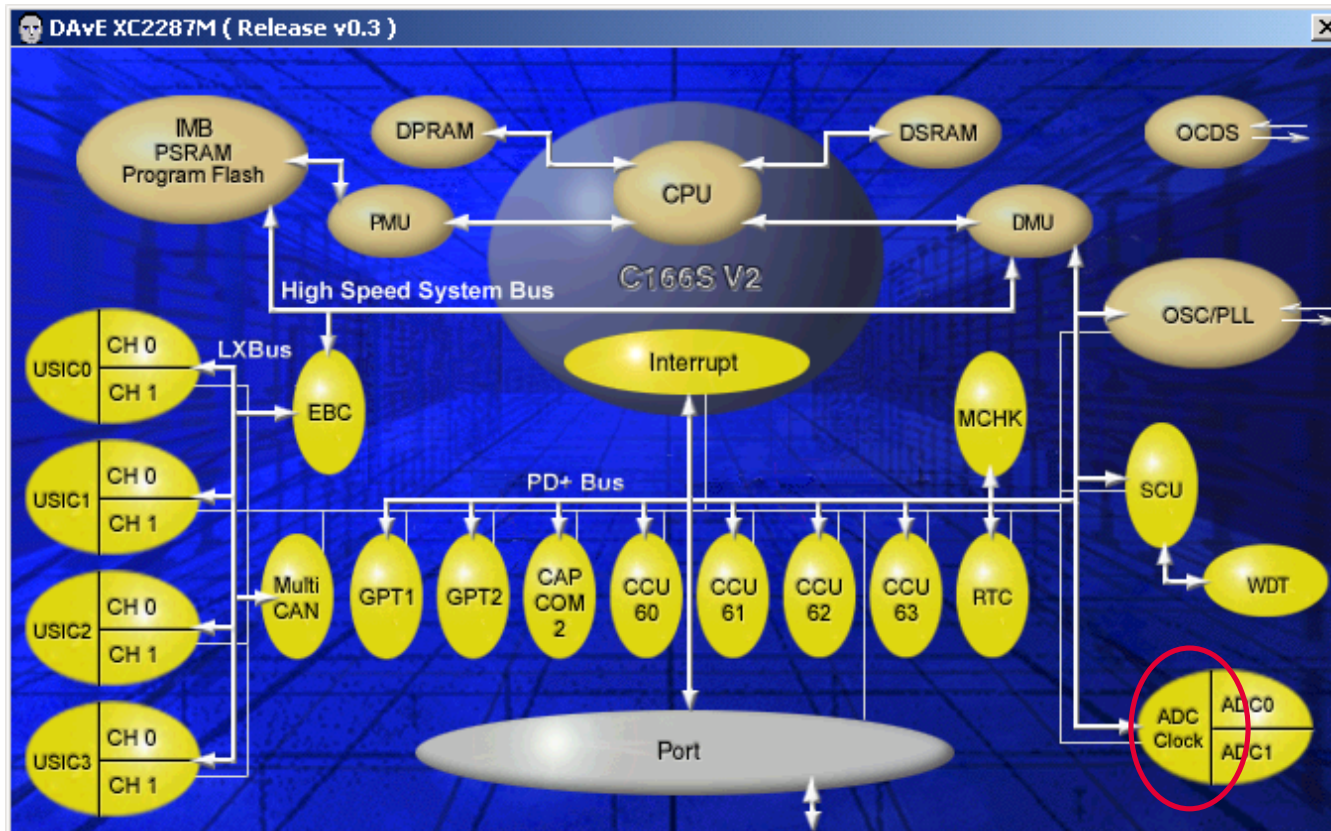 DAvE XC2287M ( Release v0.3 )
IMB
PSRAM
Program Flash
DPRAM
DSRAM
OCDS
CPU
PMU
DMU
C166S V2
High Speed System Bus
OSC/PLL
USIC0
CH 0
CH 1
LXBus
Interrupt
EBC
MCHK
USIC1
CH 0
CH 1
PD+ Bus
SCU
Multi
CAN
GPT1
GPT2
CAP
COM
2
CCU
60
CCU
61
CCU
62
CCU
63
RTC
WDT
USIC2
CH 0
CH 1
USIC3
CH 0
CH 1
Port
ADC
Clock
ADC0
ADC1